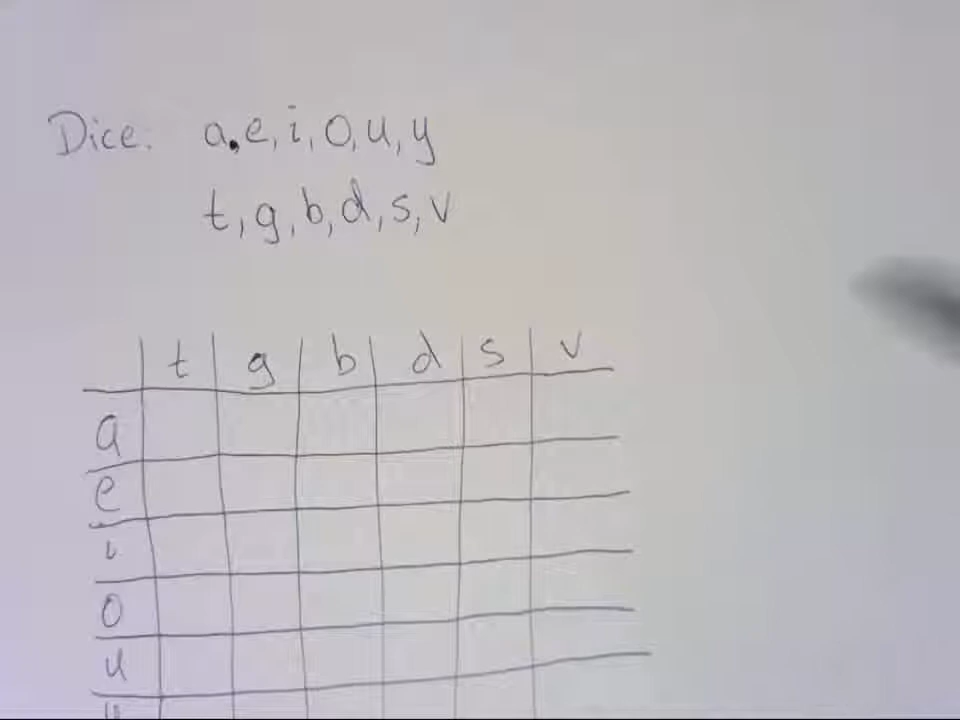 Dice: a, e, i, o, u, y
t, g, b, d, s, v
t g b d s v
a
e
i
o
u